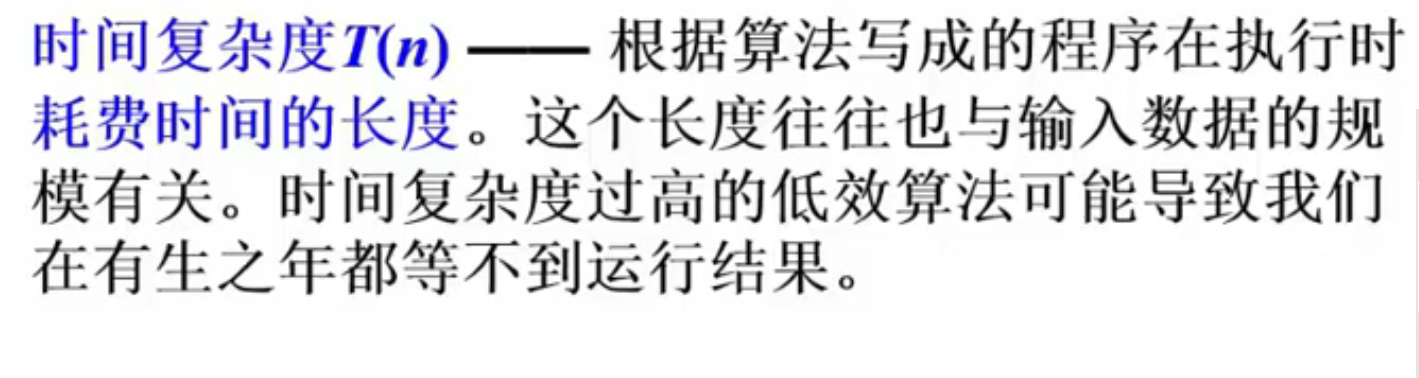 时间复杂度T(n) —— 根据算法写成的程序在执行时
耗费时间的长度。这个长度往往也与输入数据的规
模有关。时间复杂度过高的低效算法可能导致我们
在有生之年都等不到运行结果。